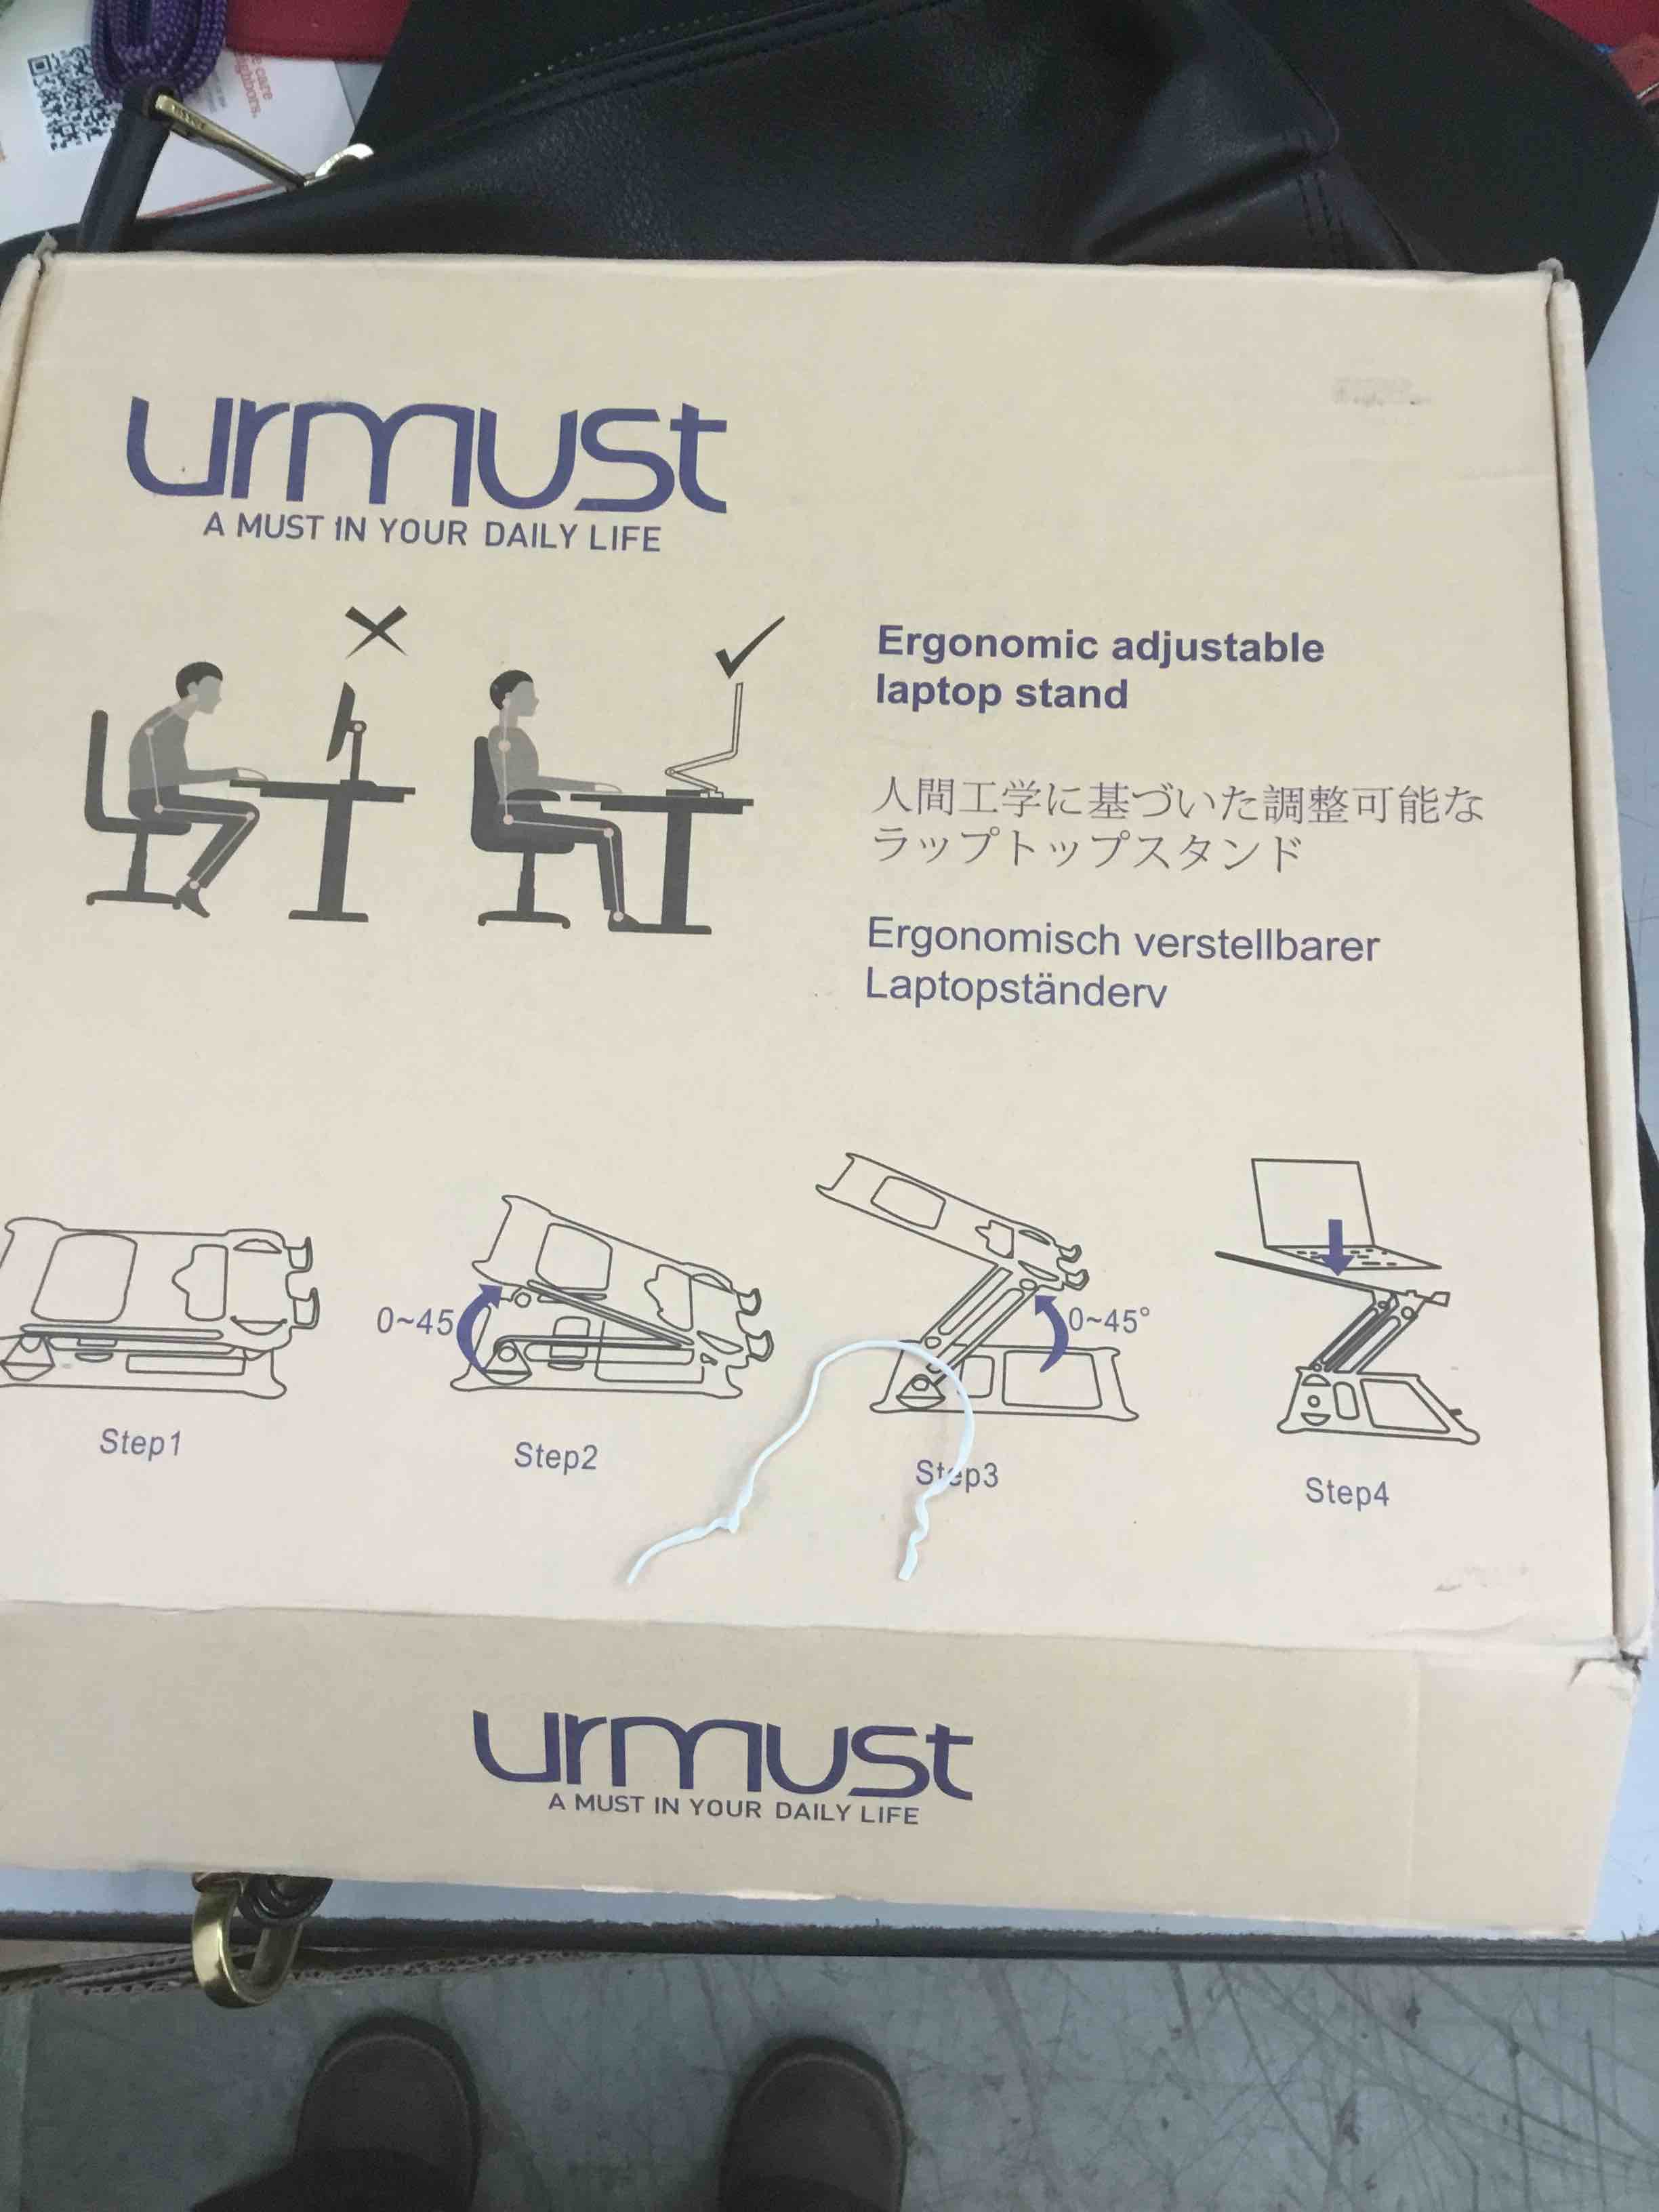 e care
ighbors.
urmust
A MUST IN YOUR DAILY LIFE
Ergonomic adjustable
laptop stand
人間工学に基づいた調整可能な
ラップトップスタンド
Ergonomisch verstellbarer
Laptopständerv
0~45
0~45°
Step1
Step2
Step3
Step4
urmust
A MUST IN YOUR DAILY LIFE